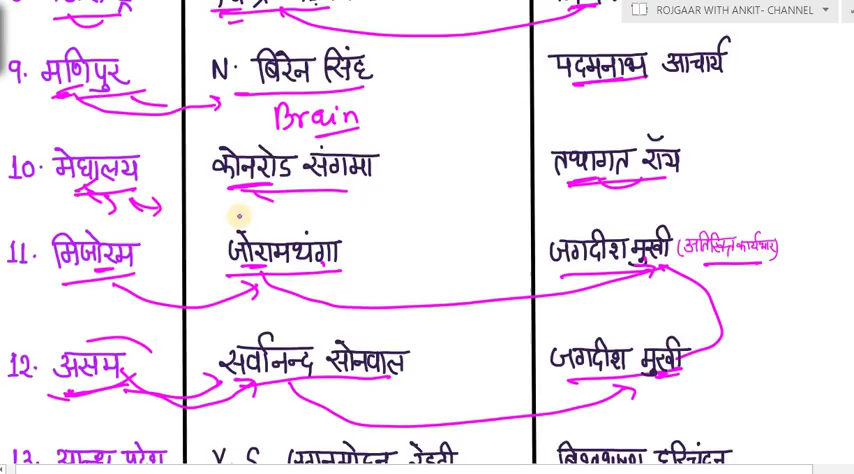 ROJGAAR WITH ANKIT- CHANNEL
9. मणिपुर N. बिरेन सिंह पदमनाभ आचार्य
Brain
10. मेघालय कोनरोड संगमा तथागत रॉय
11. मिजोरम जोरामथंगा जगदीश मुखी (अतिरिक्त कार्यभार)
12. असम सर्वानन्द सोनवाल जगदीश मुखी
13.